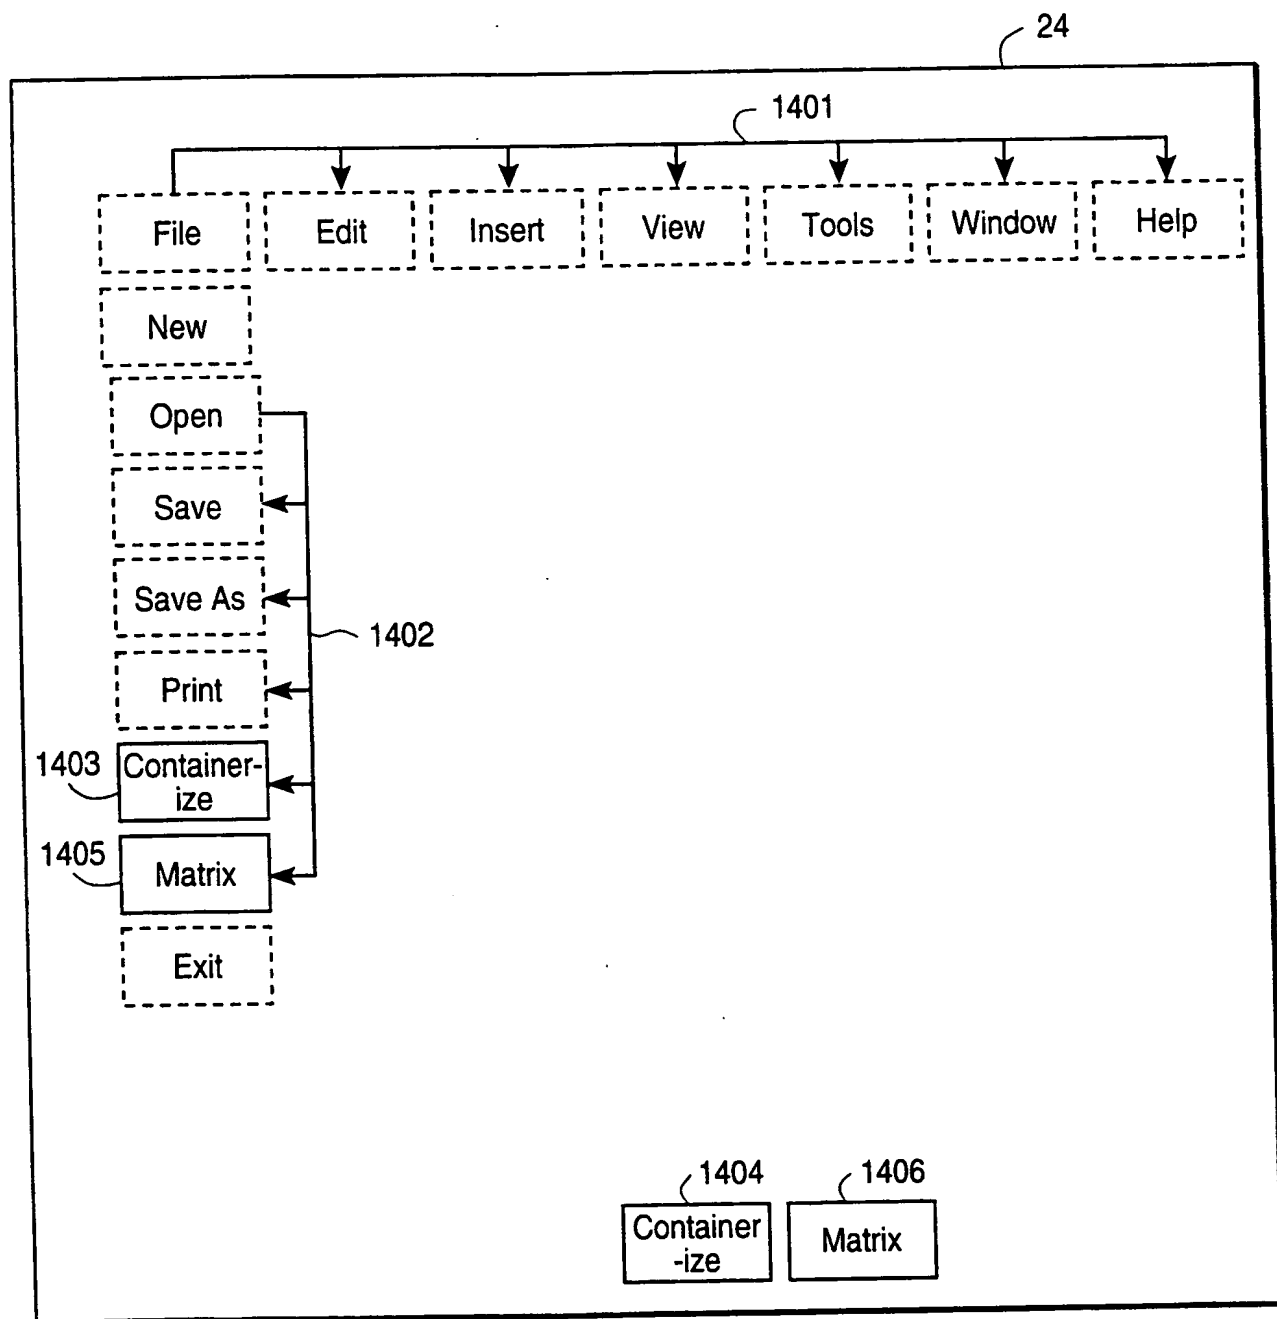 24
1401
File Edit Insert View Tools Window Help
New
Open
Save
Save As
1402
Print
1403
Container-
ize
1405
Matrix
Exit
1404 1406
Container
-ize
Matrix